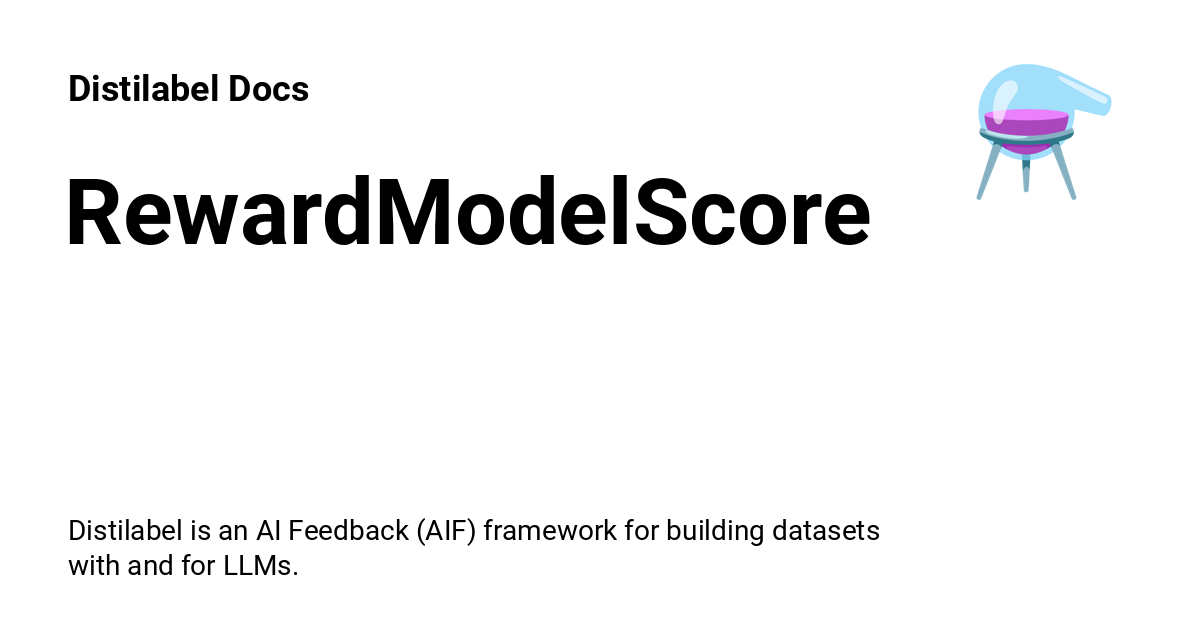 Distilabel Docs
RewardModelScore
Distilabel is an AI Feedback (AIF) framework for building datasets
with and for LLMs.